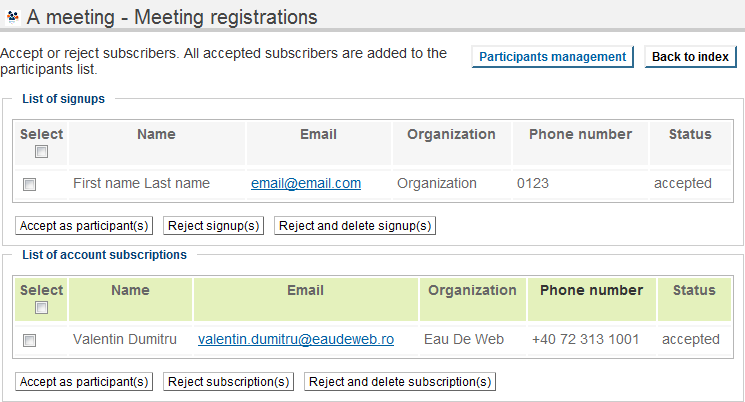 A meeting - Meeting registrations
Accept or reject subscribers. All accepted subscribers are added to the
participants list.
Participants management
Back to index
List of signups
Select Name Email Organization Phone number Status
First name Last name email@email.com Organization 0123 accepted
Accept as participant(s) Reject signup(s) Reject and delete signup(s)
List of account subscriptions
Select Name Email Organization Phone number Status
Valentin Dumitru valentin.dumitru@eaudeweb.ro Eau De Web +40 72 313 1001 accepted
Accept as participant(s) Reject subscription(s) Reject and delete subscription(s)